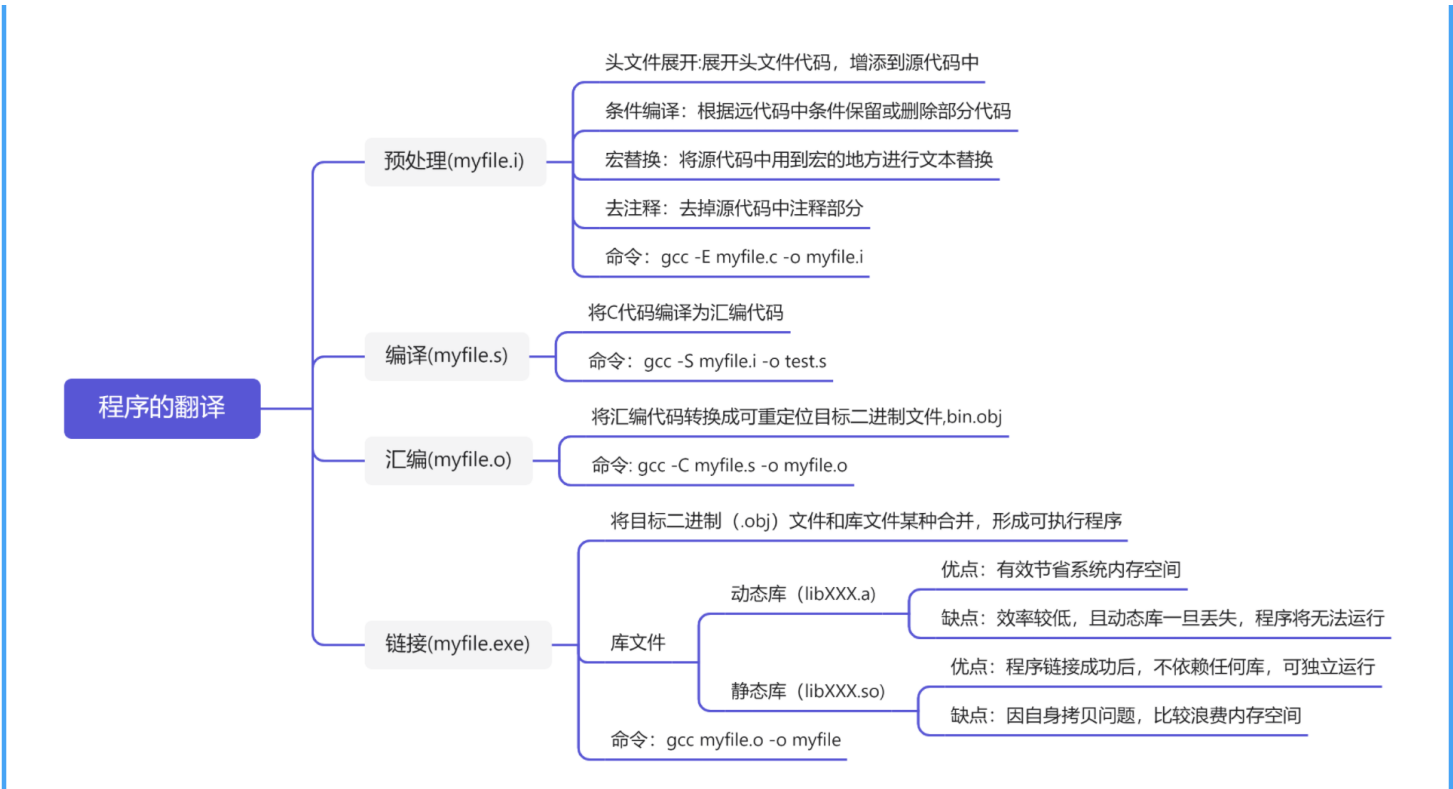 程序的翻译
预处理(myfile.i)
头文件展开:展开头文件代码，增添到源代码中
条件编译：根据远代码中条件保留或删除部分代码
宏替换：将源代码中用到宏的地方进行文本替换
去注释：去掉源代码中注释部分
命令：gcc -E myfile.c -o myfile.i
编译(myfile.s)
将C代码编译为汇编代码
命令：gcc -S myfile.i -o test.s
汇编(myfile.o)
将汇编代码转换成可重定位目标二进制文件,bin.obj
命令: gcc -C myfile.s -o myfile.o
链接(myfile.exe)
将目标二进制（.obj）文件和库文件某种合并，形成可执行程序
库文件
动态库（libXXX.a)
优点：有效节省系统内存空间
缺点：效率较低，且动态库一旦丢失，程序将无法运行
静态库（libXXX.so)
优点：程序链接成功后，不依赖任何库，可独立运行
缺点：因自身拷贝问题，比较浪费内存空间
命令：gcc myfile.o -o myfile